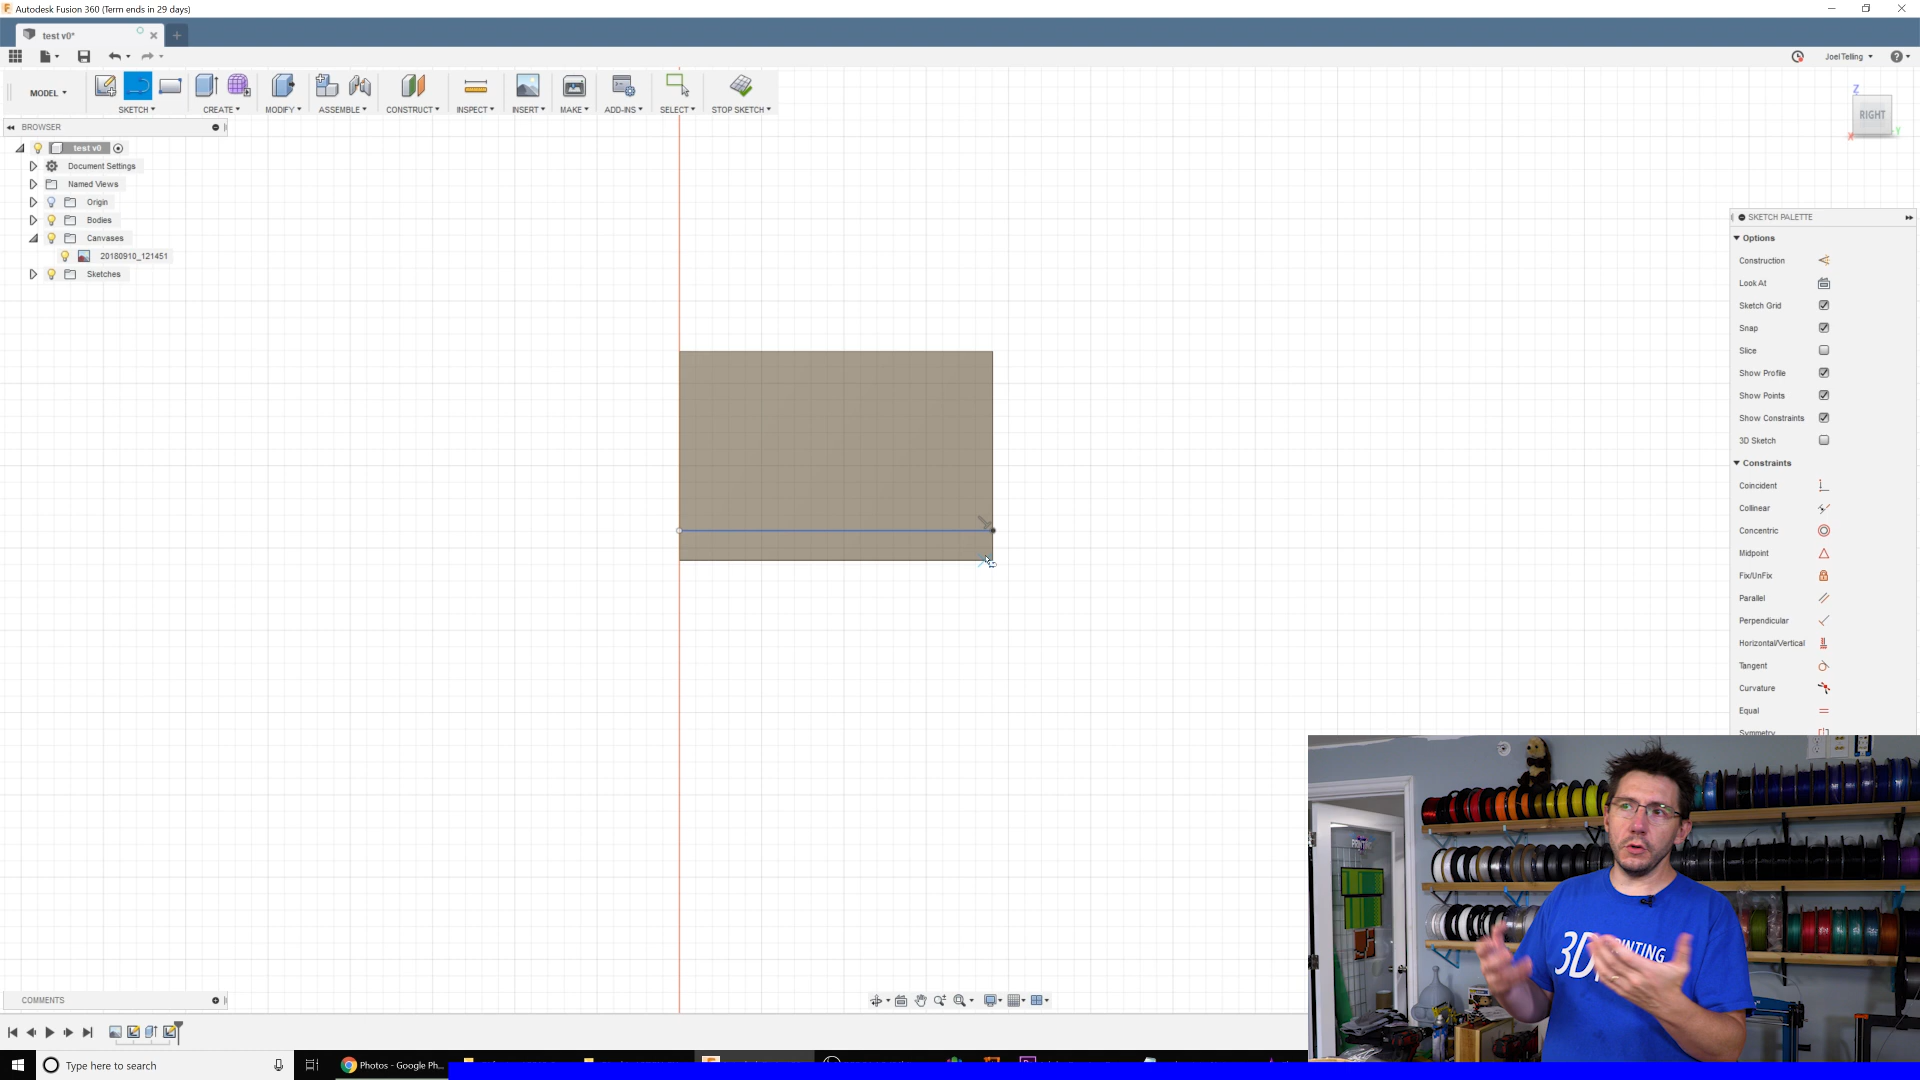 Autodesk Fusion 360 (Term ends in 29 days)
test v0*
Joel Telling
MODEL
SKETCH
CREATE
MODIFY
ASSEMBLE
CONSTRUCT
INSPECT
INSERT
MAKE
ADD-INS
SELECT
STOP SKETCH
Z
RIGHT
X
Y
BROWSER
test v0
Document Settings
Named Views
Origin
Bodies
Canvases
20180910_121451
Sketches
SKETCH PALETTE
Options
Construction
Look At
Sketch Grid
Snap
Slice
Show Profile
Show Points
Show Constraints
3D Sketch
Constraints
Coincident
Collinear
Concentric
Midpoint
Fix/UnFix
Parallel
Perpendicular
Horizontal/Vertical
Tangent
Curvature
Equal
Symmetry
COMMENTS
Type here to search
Photos - Google Ph...